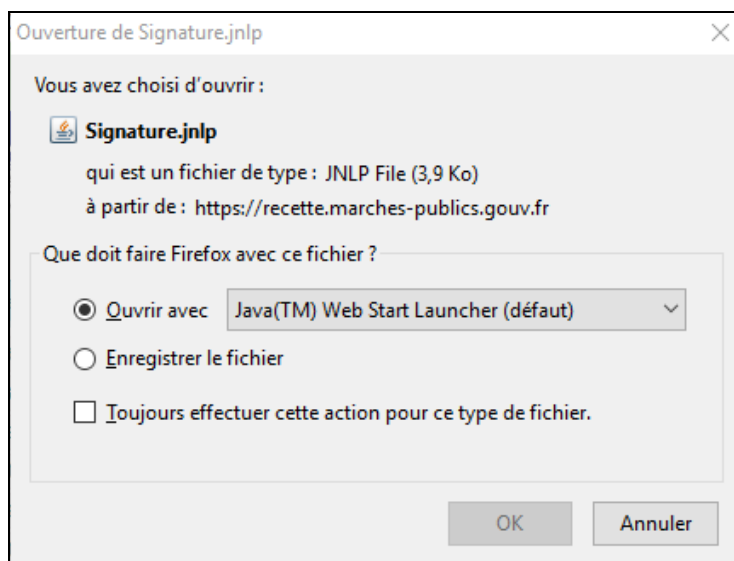 Ouverture de Signature.jnlp
Vous avez choisi d'ouvrir :
Signature.jnlp
qui est un fichier de type : JNLP File (3,9 Ko)
à partir de : https://recette.marches-publics.gouv.fr
Que doit faire Firefox avec ce fichier ?
Ouvrir avec Java(TM) Web Start Launcher (défaut)
Enregistrer le fichier
Toujours effectuer cette action pour ce type de fichier.
OK Annuler